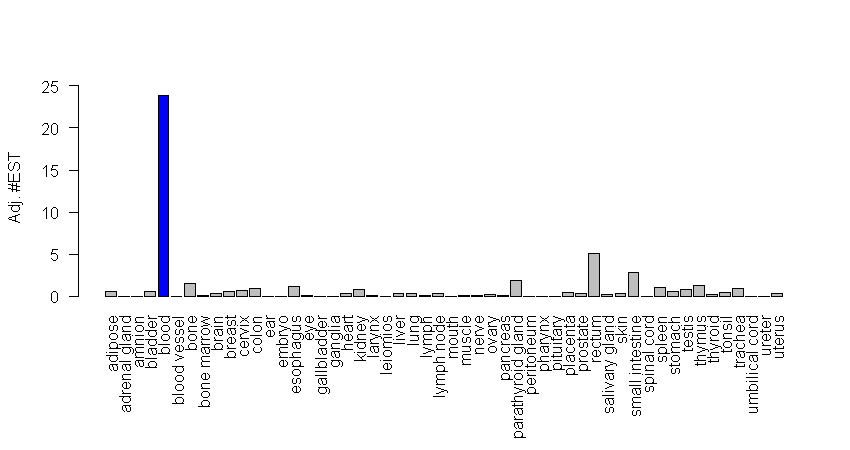 Adj. #EST
25
20
15
10
5
0
adipose
adrenal gland
amnion
bladder
blood
blood vessel
bone
bone marrow
brain
breast
cervix
colon
ear
embryo
esophagus
eye
gallbladder
ganglia
heart
kidney
larynx
leiomios
liver
lung
lymph
lymph node
mouth
muscle
nerve
ovary
pancreas
parathyroid gland
peritoneum
pharynx
pituitary
placenta
prostate
rectum
salivary gland
skin
small intestine
spinal cord
spleen
stomach
testis
thymus
thyroid
tonsil
trachea
umbilical cord
ureter
uterus